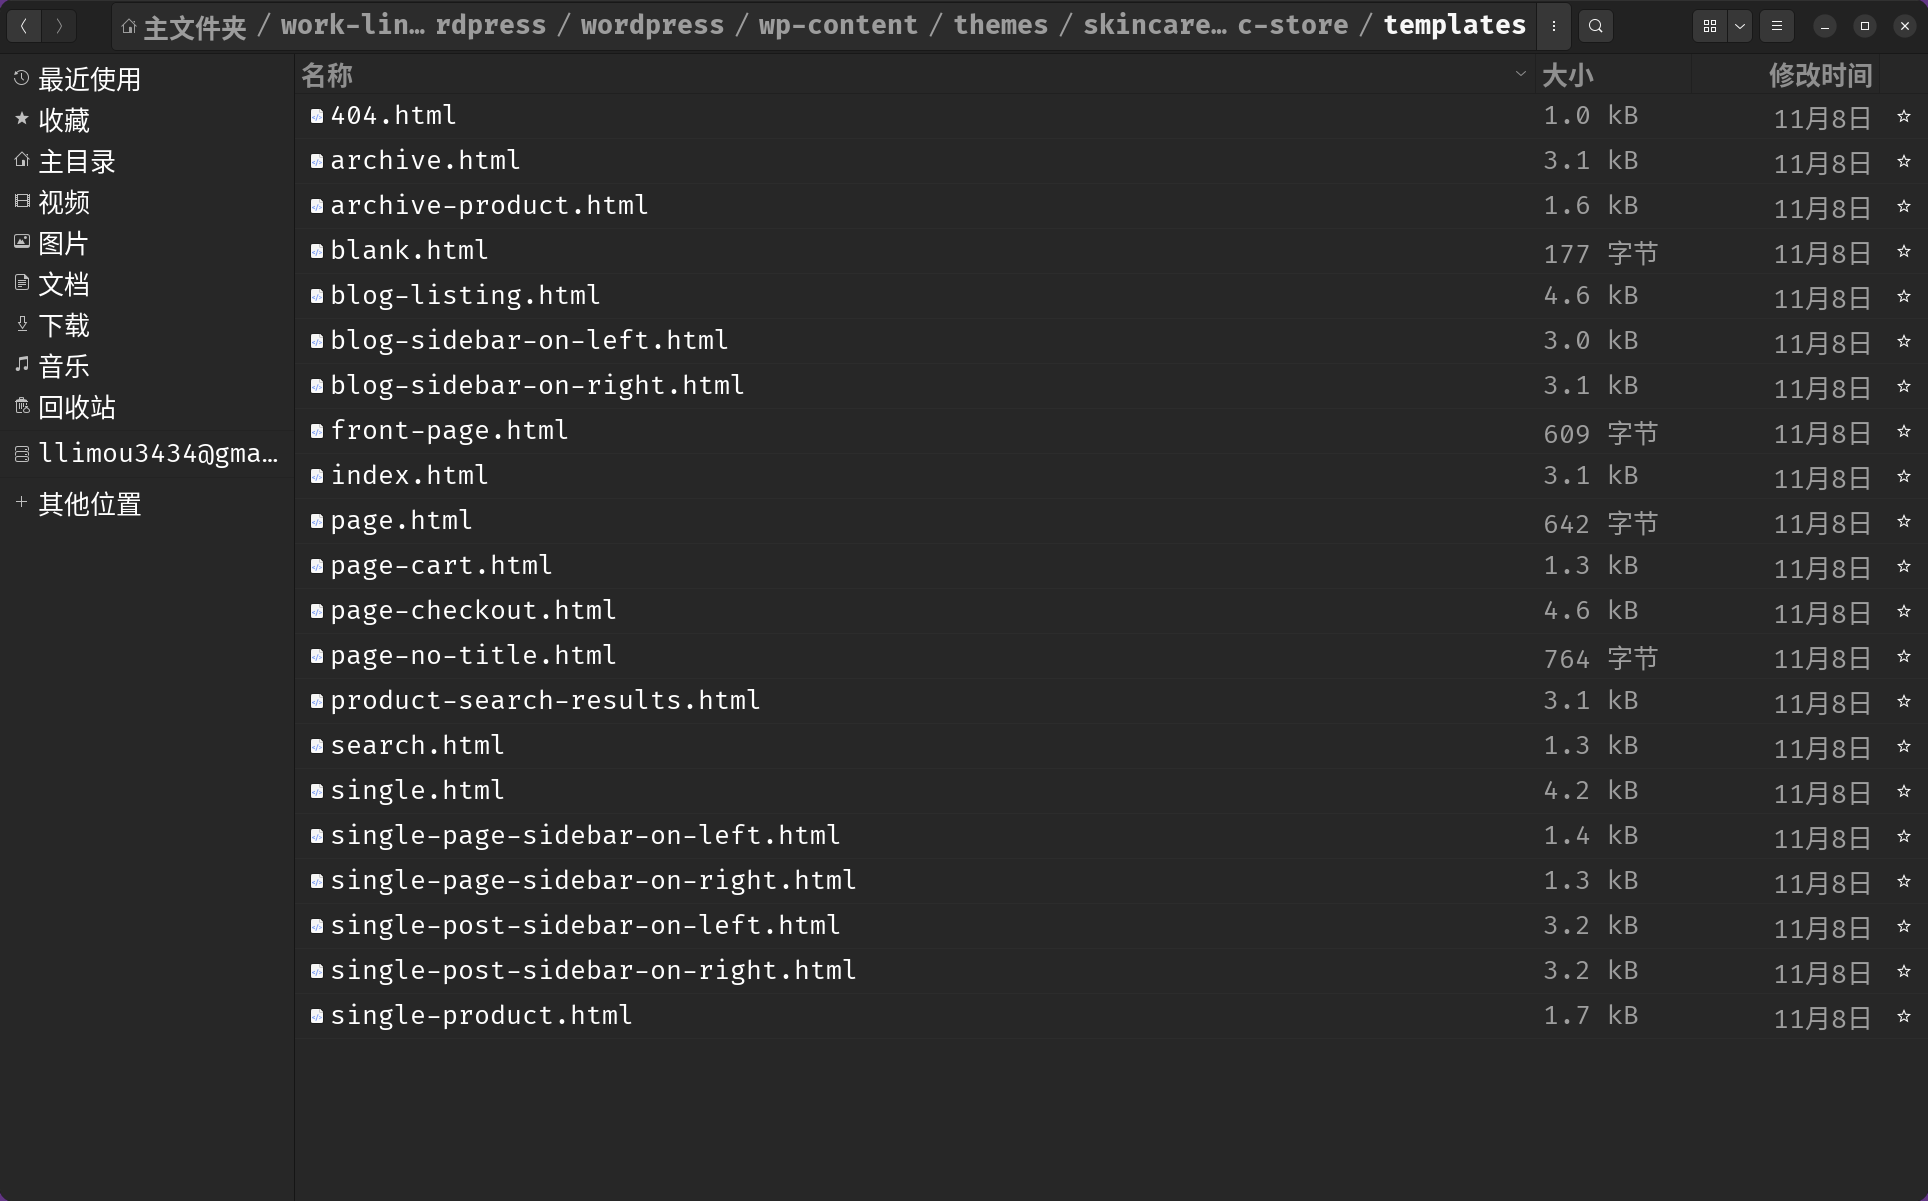 主文件夹 / work-lin… rdpress / wordpress / wp-content / themes / skincare… c-store / templates
最近使用
收藏
主目录
视频
图片
文档
下载
音乐
回收站
llimou3434@gma…
其他位置
名称 大小 修改时间
404.html 1.0 kB 11月8日
archive.html 3.1 kB 11月8日
archive-product.html 1.6 kB 11月8日
blank.html 177 字节 11月8日
blog-listing.html 4.6 kB 11月8日
blog-sidebar-on-left.html 3.0 kB 11月8日
blog-sidebar-on-right.html 3.1 kB 11月8日
front-page.html 609 字节 11月8日
index.html 3.1 kB 11月8日
page.html 642 字节 11月8日
page-cart.html 1.3 kB 11月8日
page-checkout.html 4.6 kB 11月8日
page-no-title.html 764 字节 11月8日
product-search-results.html 3.1 kB 11月8日
search.html 1.3 kB 11月8日
single.html 4.2 kB 11月8日
single-page-sidebar-on-left.html 1.4 kB 11月8日
single-page-sidebar-on-right.html 1.3 kB 11月8日
single-post-sidebar-on-left.html 3.2 kB 11月8日
single-post-sidebar-on-right.html 3.2 kB 11月8日
single-product.html 1.7 kB 11月8日